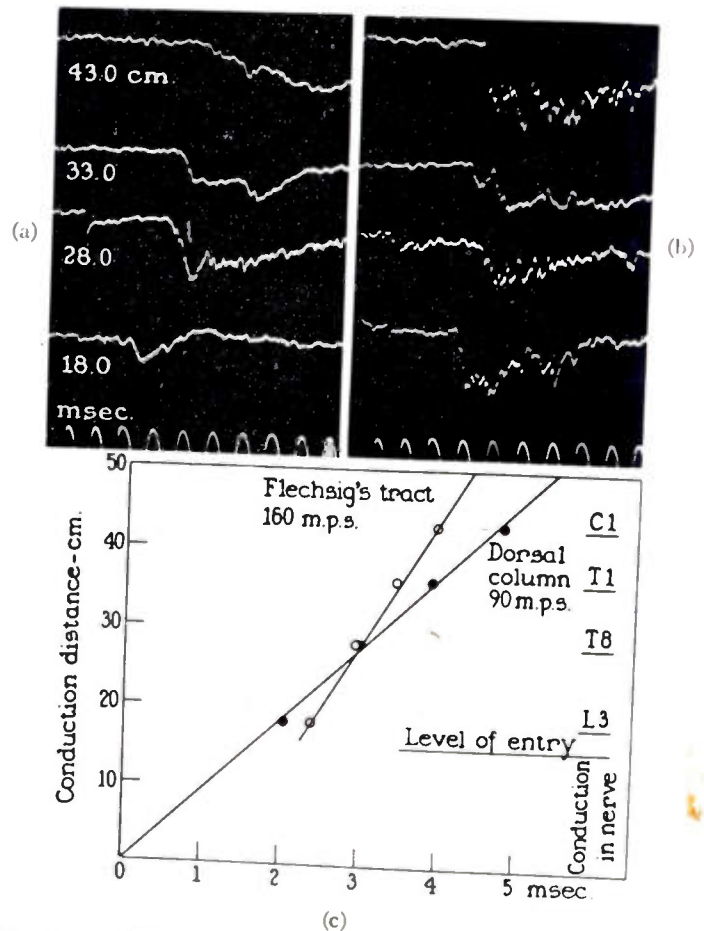 (a)
43.0 cm
33.0
28.0
18.0
msec.
(b)
50
40
30
20
10
0
1
2
3
4
5
msec
Conduction distance-cm.
Flechsig's tract
160 m.p.s.
Dorsal
column
90 m.p.s.
C1
T1
T8
L3
Level of entry
Conduction
in nerve
(c)